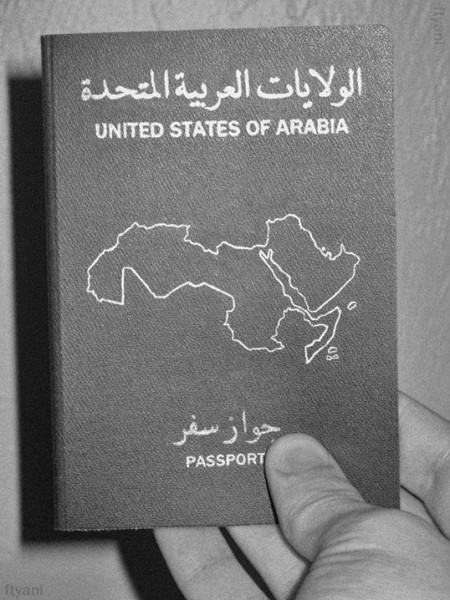 ftyani
الولايات العربية المتحدة
UNITED STATES OF ARABIA
جواز سفر
PASSPORT
ftyani